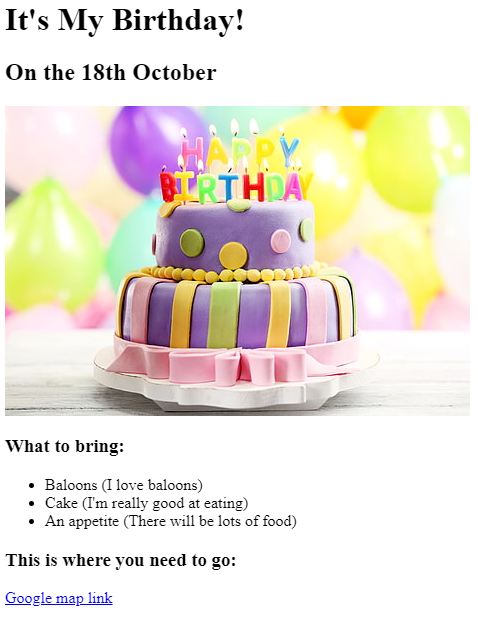 It's My Birthday!
On the 18th October
HAPPY
BIRTHDAY
What to bring:
Baloons (I love baloons)
Cake (I'm really good at eating)
An appetite (There will be lots of food)
This is where you need to go:
Google map link